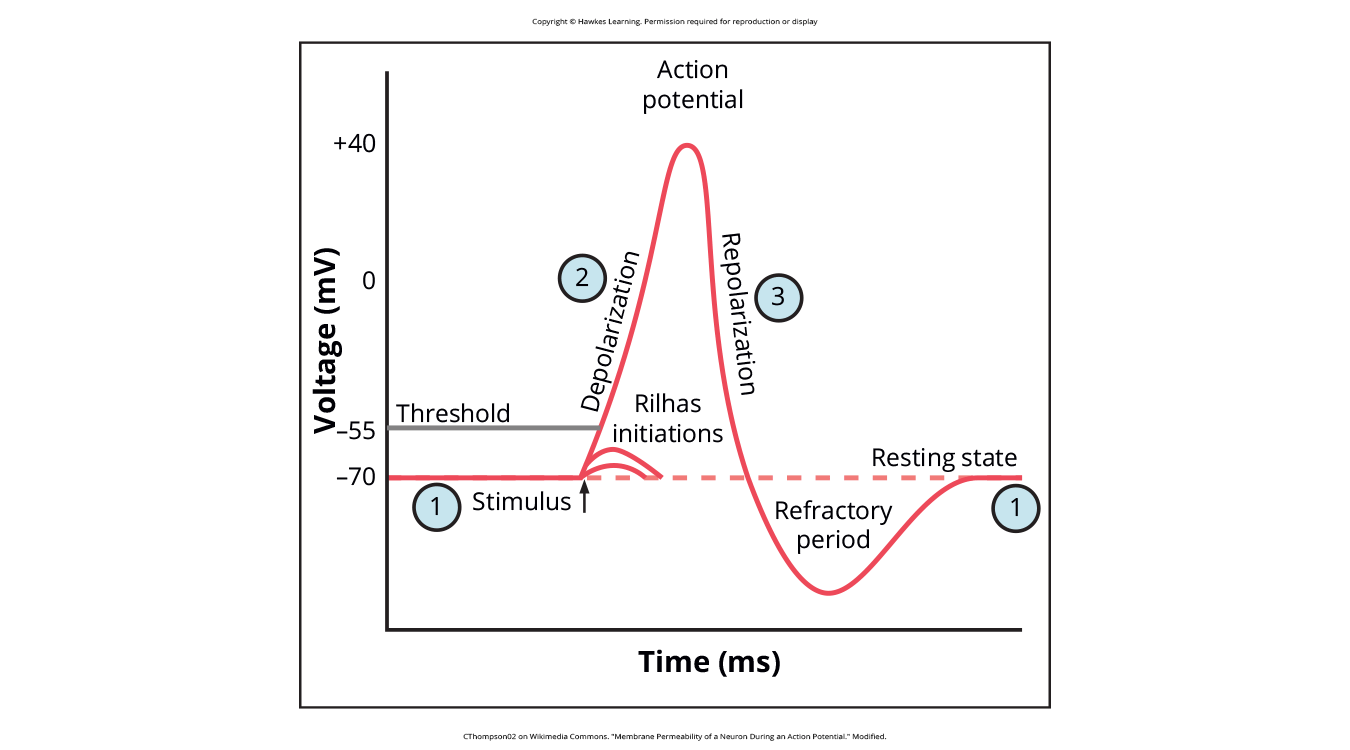 Copyright © Hawkes Learning. Permission required for reproduction or display
Action
potential
+40
0
–55
–70
Voltage (mV)
2
Depolarization
Repolarization
3
Threshold
Rilhas
initiations
Resting state
1
Stimulus
Refractory
period
1
Time (ms)
CThompson02 on Wikimedia Commons. "Membrane Permeability of a Neuron During an Action Potential." Modified.